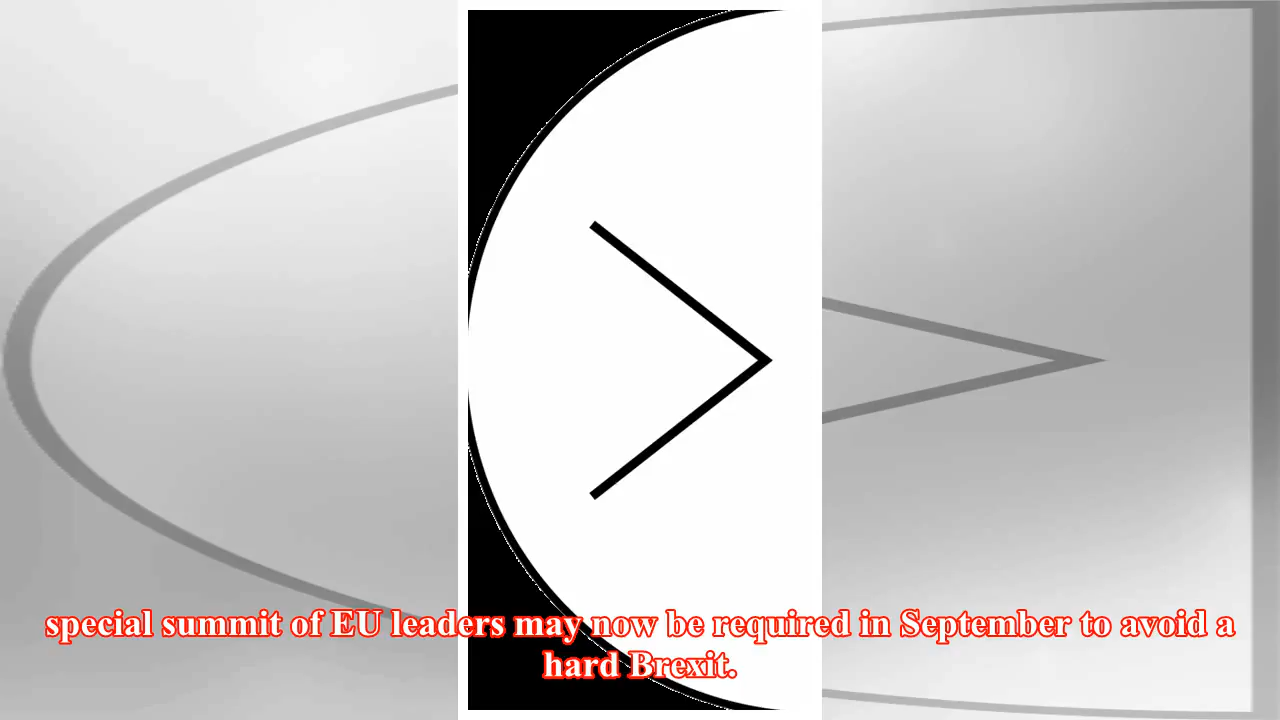 special summit of EU leaders may now be required in September to avoid a
hard Brexit.